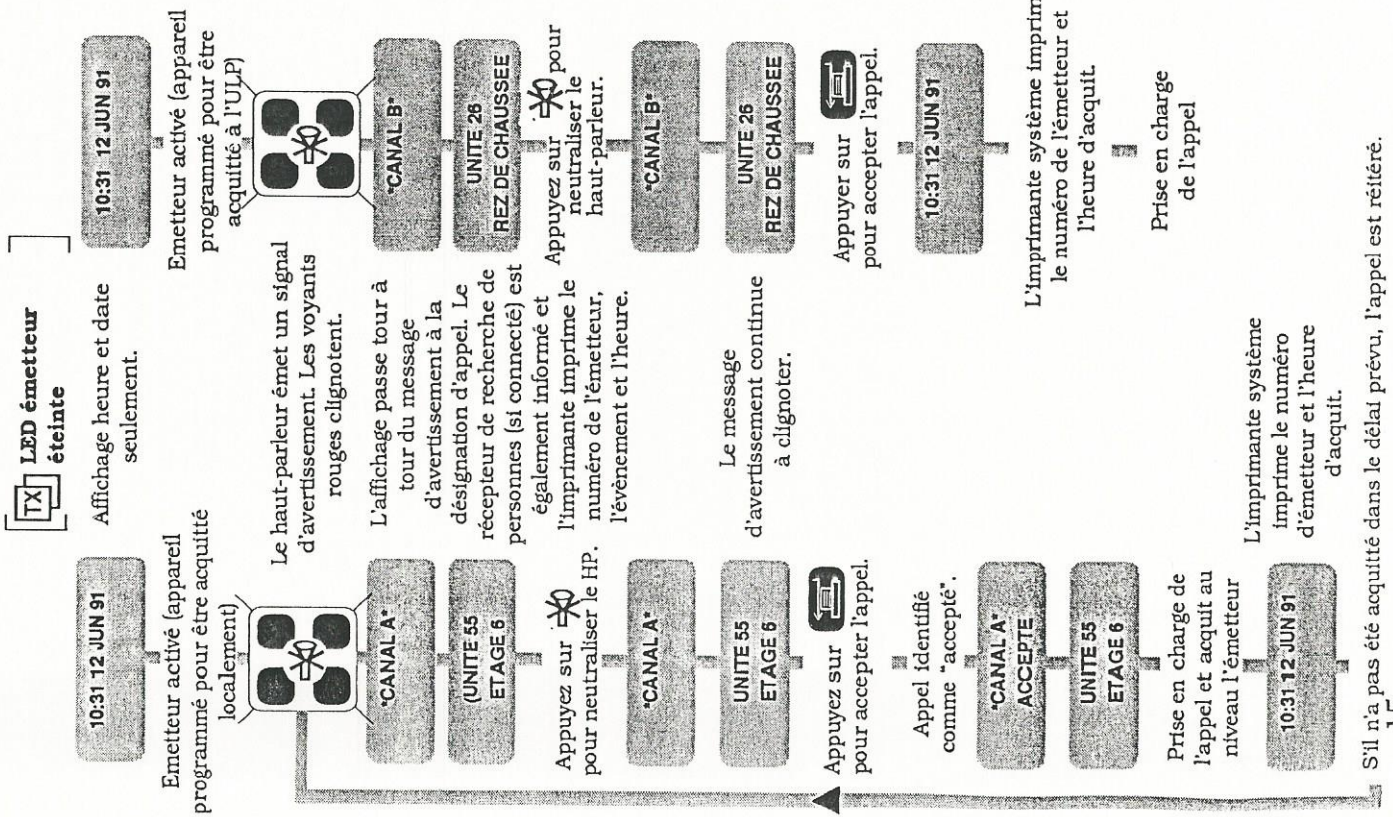 TX LED émetteur
éteinte
10:31 12 JUN 91
Affichage heure et date
seulement.
10:31 12 JUN 91
Emetteur activé (appareil
programmé pour être acquitté
localement)
Emetteur activé (appareil
programmé pour être
acquitté à l'ULP)
Le haut-parleur émet un signal
d'avertissement. Les voyants
rouges clignotent.
*CANAL A*
(UNITE 55
ETAGE 6
L'affichage passe tour à
tour du message
d'avertissement à la
désignation d'appel. Le
récepteur de recherche de
personnes (si connecté) est
également informé et
l'imprimante imprime le
numéro de l'émetteur,
l'évènement et l'heure.
*CANAL B*
UNITE 26
REZ DE CHAUSSEE
Appuyez sur
pour neutraliser le HP.
Appuyez sur pour
neutraliser le
haut-parleur.
*CANAL A*
UNITE 55
ETAGE 6
Le message
d'avertissement continue
à clignoter.
*CANAL B*
UNITE 26
REZ DE CHAUSSEE
Appuyez sur
pour accepter l'appel.
Appuyer sur
pour accepter l'appel.
Appel identifié
comme "accepté".
10:31 12 JUN 91
*CANAL A*
ACCEPTE
UNITE 55
ETAGE 6
L'imprimante système imprim
le numéro de l'émetteur et
l'heure d'acquit.
Prise en charge de
l'appel et acquit au
niveau l'émetteur
Prise en charge
de l'appel
10:31 12 JUN 91
L'imprimante système
imprime le numéro
d'émetteur et l'heure
d'acquit.
S'il n'a pas été acquitté dans le délai prévu, l'appel est réitéré.